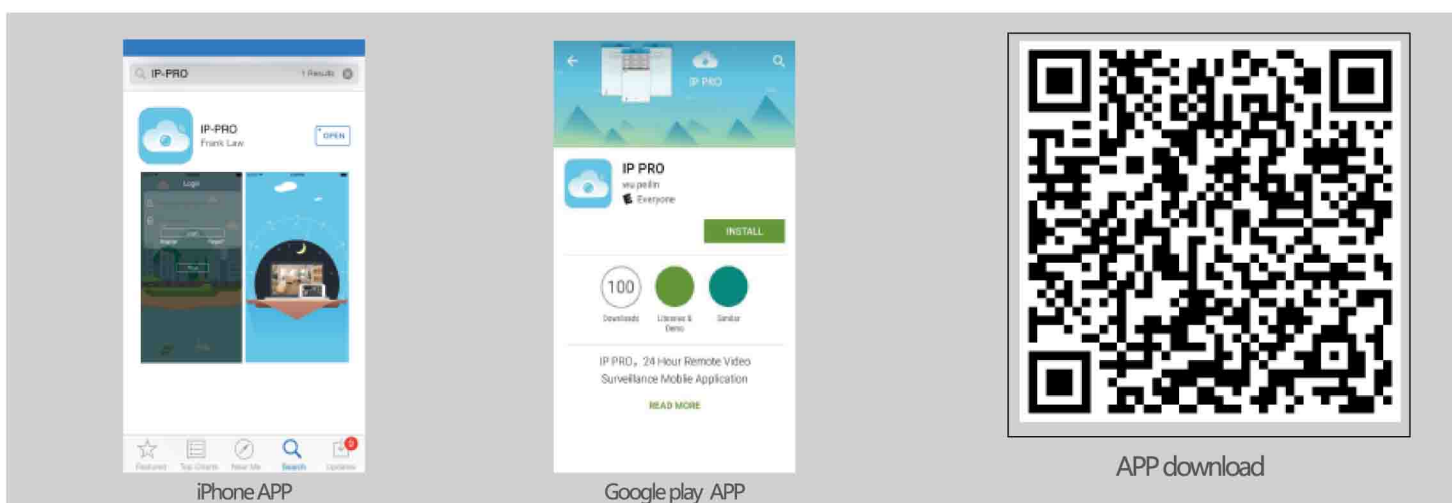 IP-PRO
1 Results
IP-PRO
Frank Law
OPEN
Login
Featured
Top Charts
Near Me
Search
Updates
iPhone APP
IP PRO
IP PRO
wu peilin
E Everyone
INSTALL
100
Downloads
Libraries &
Demo
Similar
IP PRO, 24 Hour Remote Video
Surveillance Moblie Application
READ MORE
Google play APP
APP download